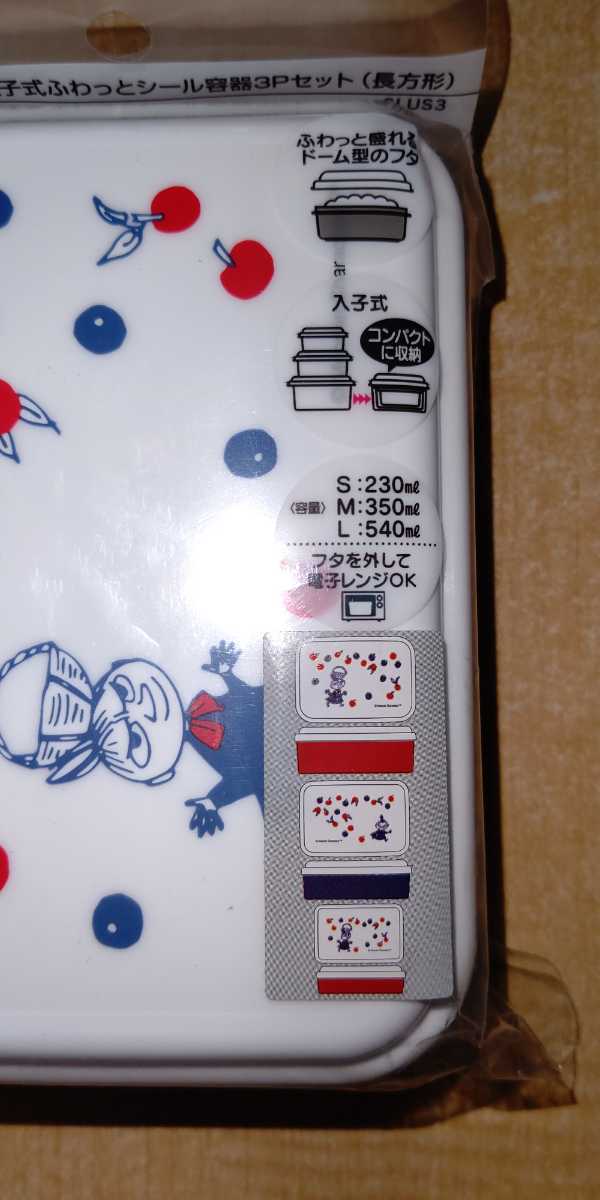 子式ふわっとシール容器3Pセット（長方形）
CLUS3
ふわっと盛れる
ドーム型のフタ
入子式
コンパクト
に収納
S:230㎖
〈容量〉 M:350㎖
L:540㎖
フタを外して
電子レンジOK